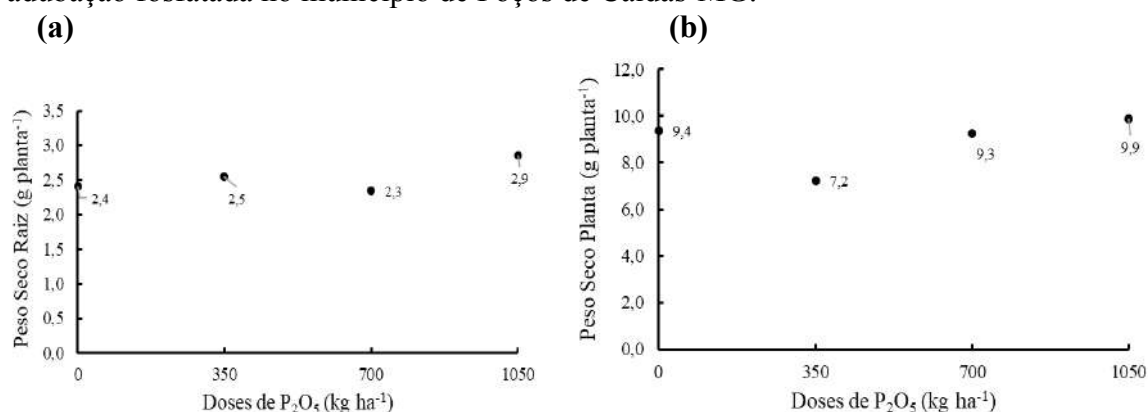 adubação fosfatada no município de Poços de Caldas-MG.
(a)
Peso Seco Raiz (g planta-1)
3,5
3,0
2,5
2,0
1,5
1,0
0,5
0,0
2,4
2,5
2,3
2,9
0 350 700 1050
Doses de P2O5 (kg ha-1)
(b)
Peso Seco Planta (g planta-1)
12,0
10,0
8,0
6,0
4,0
2,0
0,0
9,4
7,2
9,3
9,9
0 350 700 1050
Doses de P2O5 (kg ha-1)